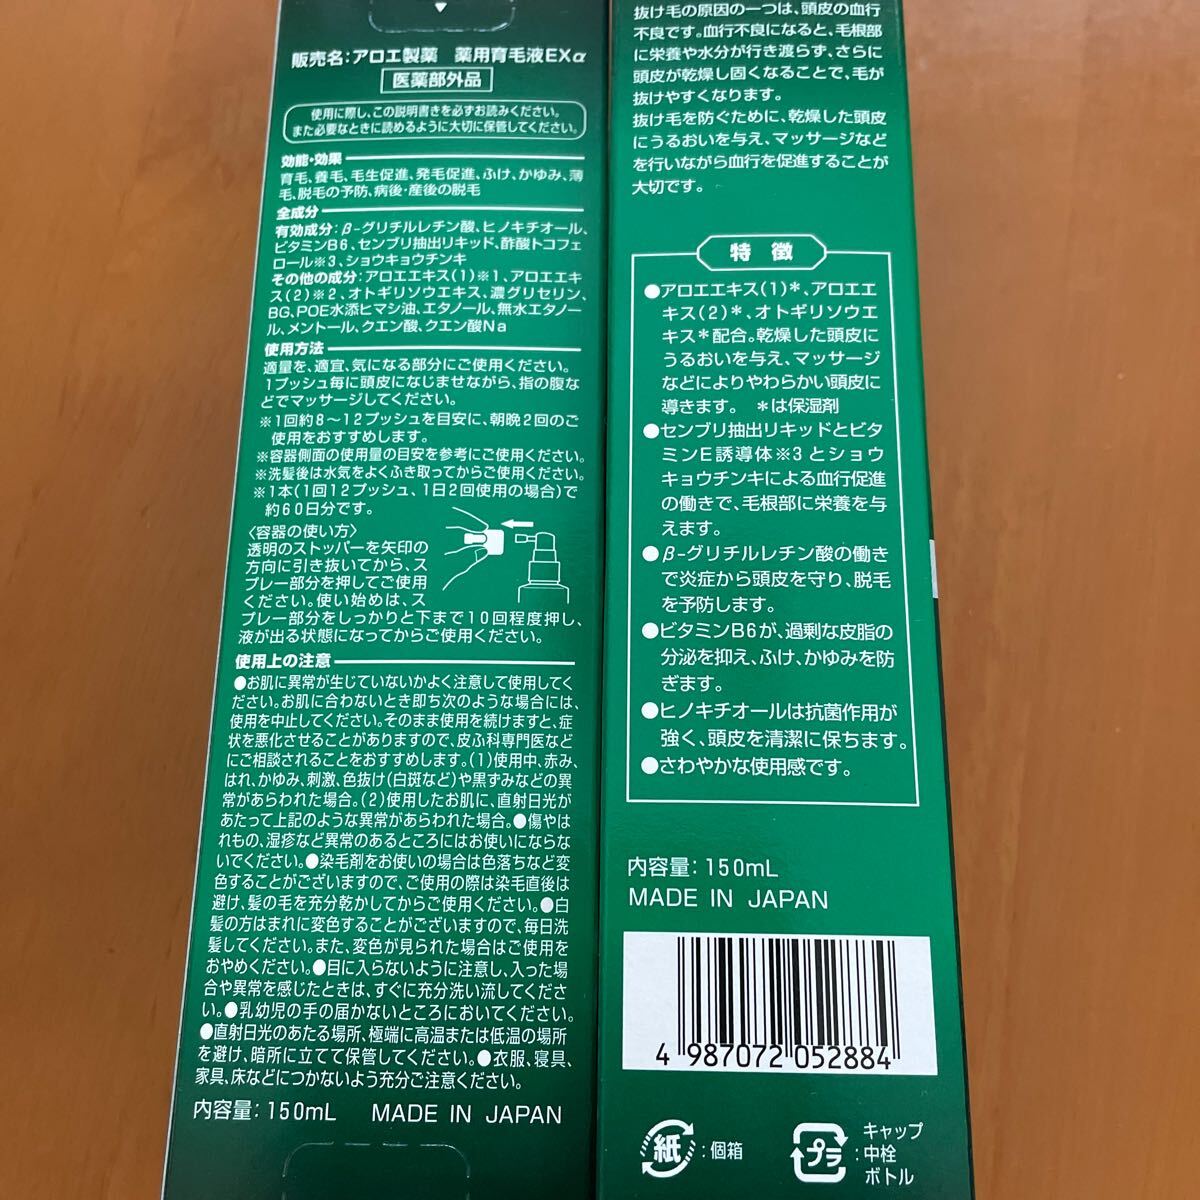 販売名:アロエ製薬 薬用育毛液EXα
医薬部外品
使用に際し、この説明書きを必ずお読みください。
また必要なときに読めるように大切に保管してください。
効能・効果
育毛、養毛、毛生促進、発毛促進、ふけ、かゆみ、薄
毛、脱毛の予防、病後・産後の脱毛
全成分
有効成分:β-グリチルレチン酸、ヒノキチオール、
ビタミンB6、センブリ抽出リキッド、酢酸トコフェ
ロール※3、ショウキョウチンキ
その他の成分:アロエエキス(1)※1、アロエエキ
ス(2)※2、オトギリソウエキス、濃グリセリン、
BG、POE水添ヒマシ油、エタノール、無水エタノー
ル、メントール、クエン酸、クエン酸Na
使用方法
適量を、適宜、気になる部分にご使用ください。
1プッシュ毎に頭皮になじませながら、指の腹な
どでマッサージしてください。
※1回約8～12プッシュを目安に、朝晩2回のご
使用をおすすめします。
※容器側面の使用量の目安を参考にご使用ください。
※洗髪後は水気をよくふき取ってからご使用ください。
※1本(1回12プッシュ、1日2回使用の場合)で
約60日分です。
〈容器の使い方〉
透明のストッパーを矢印の
方向に引き抜いてから、ス
プレー部分を押してご使用
ください。使い始めは、ス
プレー部分をしっかりと下まで10回程度押し、
液が出る状態になってからご使用ください。
使用上の注意
●お肌に異常が生じていないかよく注意して使用してく
ださい。お肌に合わないとき即ち次のような場合には、
使用を中止してください。そのまま使用を続けますと、症
状を悪化させることがありますので、皮ふ科専門医など
にご相談されることをおすすめします。(1)使用中、赤み、
はれ、かゆみ、刺激、色抜け(白斑など)や黒ずみなどの異
常があらわれた場合。(2)使用したお肌に、直射日光が
あたって上記のような異常があらわれた場合。●傷やは
れもの、湿疹など異常のあるところにはお使いにならな
いでください。●染毛剤をお使いの場合は色落ちなど変
色することがございますので、ご使用の際は染毛直後は
避け、髪の毛を充分乾かしてからご使用ください。●白
髪の方はまれに変色することがございますので、毎日洗
髪してください。また、変色が見られた場合はご使用を
おやめください。●目に入らないように注意し、入った場
合や異常を感じたときは、すぐに充分洗い流してくださ
い。●乳幼児の手の届かないところにおいてください。
●直射日光のあたる場所、極端に高温または低温の場所
を避け、暗所に立てて保管してください。●衣服、寝具、
家具、床などにつかないよう充分ご注意ください。
内容量:150mL MADE IN JAPAN
抜け毛の原因の一つは、頭皮の血行
不良です。血行不良になると、毛根部
に栄養や水分が行き渡らず、さらに
頭皮が乾燥し固くなることで、毛が
抜けやすくなります。
抜け毛を防ぐために、乾燥した頭皮
にうるおいを与え、マッサージなど
を行いながら血行を促進することが
大切です。
特徴
●アロエエキス(1)＊、アロエエ
キス(2)＊、オトギリソウエ
キス＊配合。乾燥した頭皮に
うるおいを与え、マッサージ
などによりやわらかい頭皮に
導きます。 ＊は保湿剤
●センブリ抽出リキッドとビタ
ミンE誘導体※3とショウ
キョウチンキによる血行促進
の働きで、毛根部に栄養を与
えます。
●β-グリチルレチン酸の働き
で炎症から頭皮を守り、脱毛
を予防します。
●ビタミンB6が、過剰な皮脂の
分泌を抑え、ふけ、かゆみを防
ぎます。
●ヒノキチオールは抗菌作用が
強く、頭皮を清潔に保ちます。
●さわやかな使用感です。
内容量:150mL
MADE IN JAPAN
4 987072 052884
紙:個箱
プラ:キャップ
中栓
ボトル